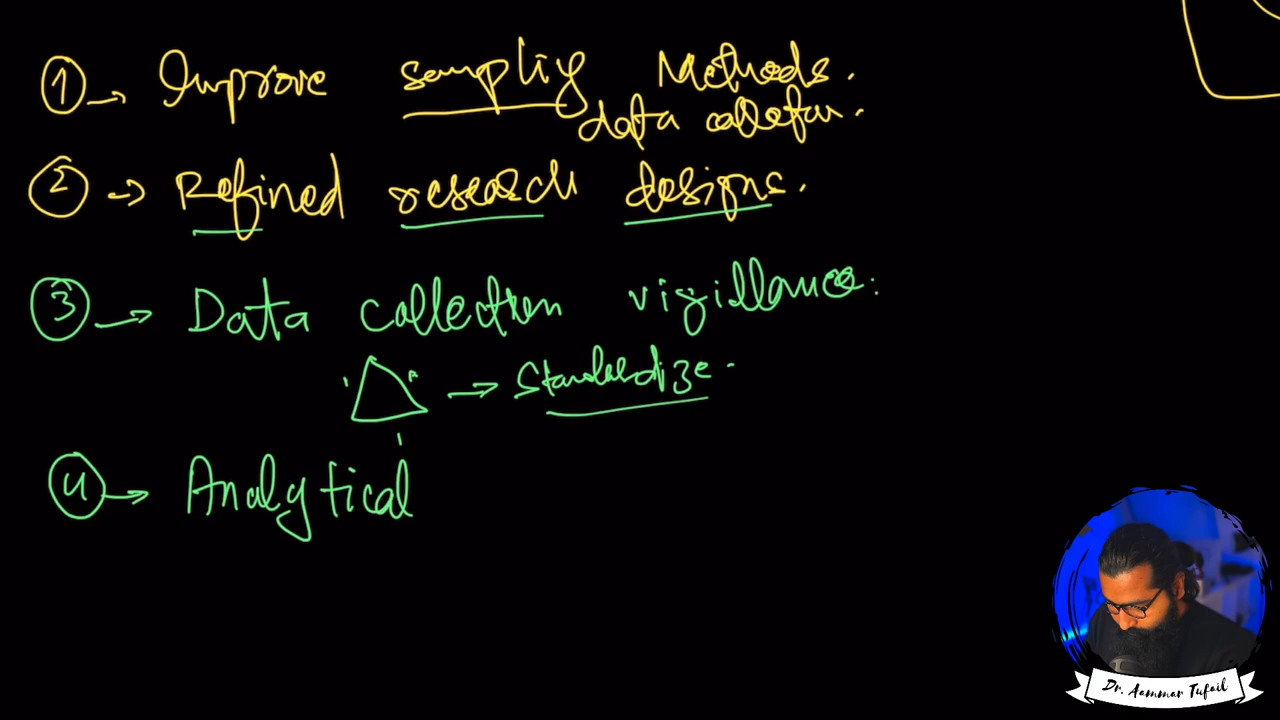 ① → Improve sampling Methods.
data collection.
② → Refined research designs.
③ → Data collection vigillance:
→ Standardize.
④ → Analytical
Dr. Aammar Tufail